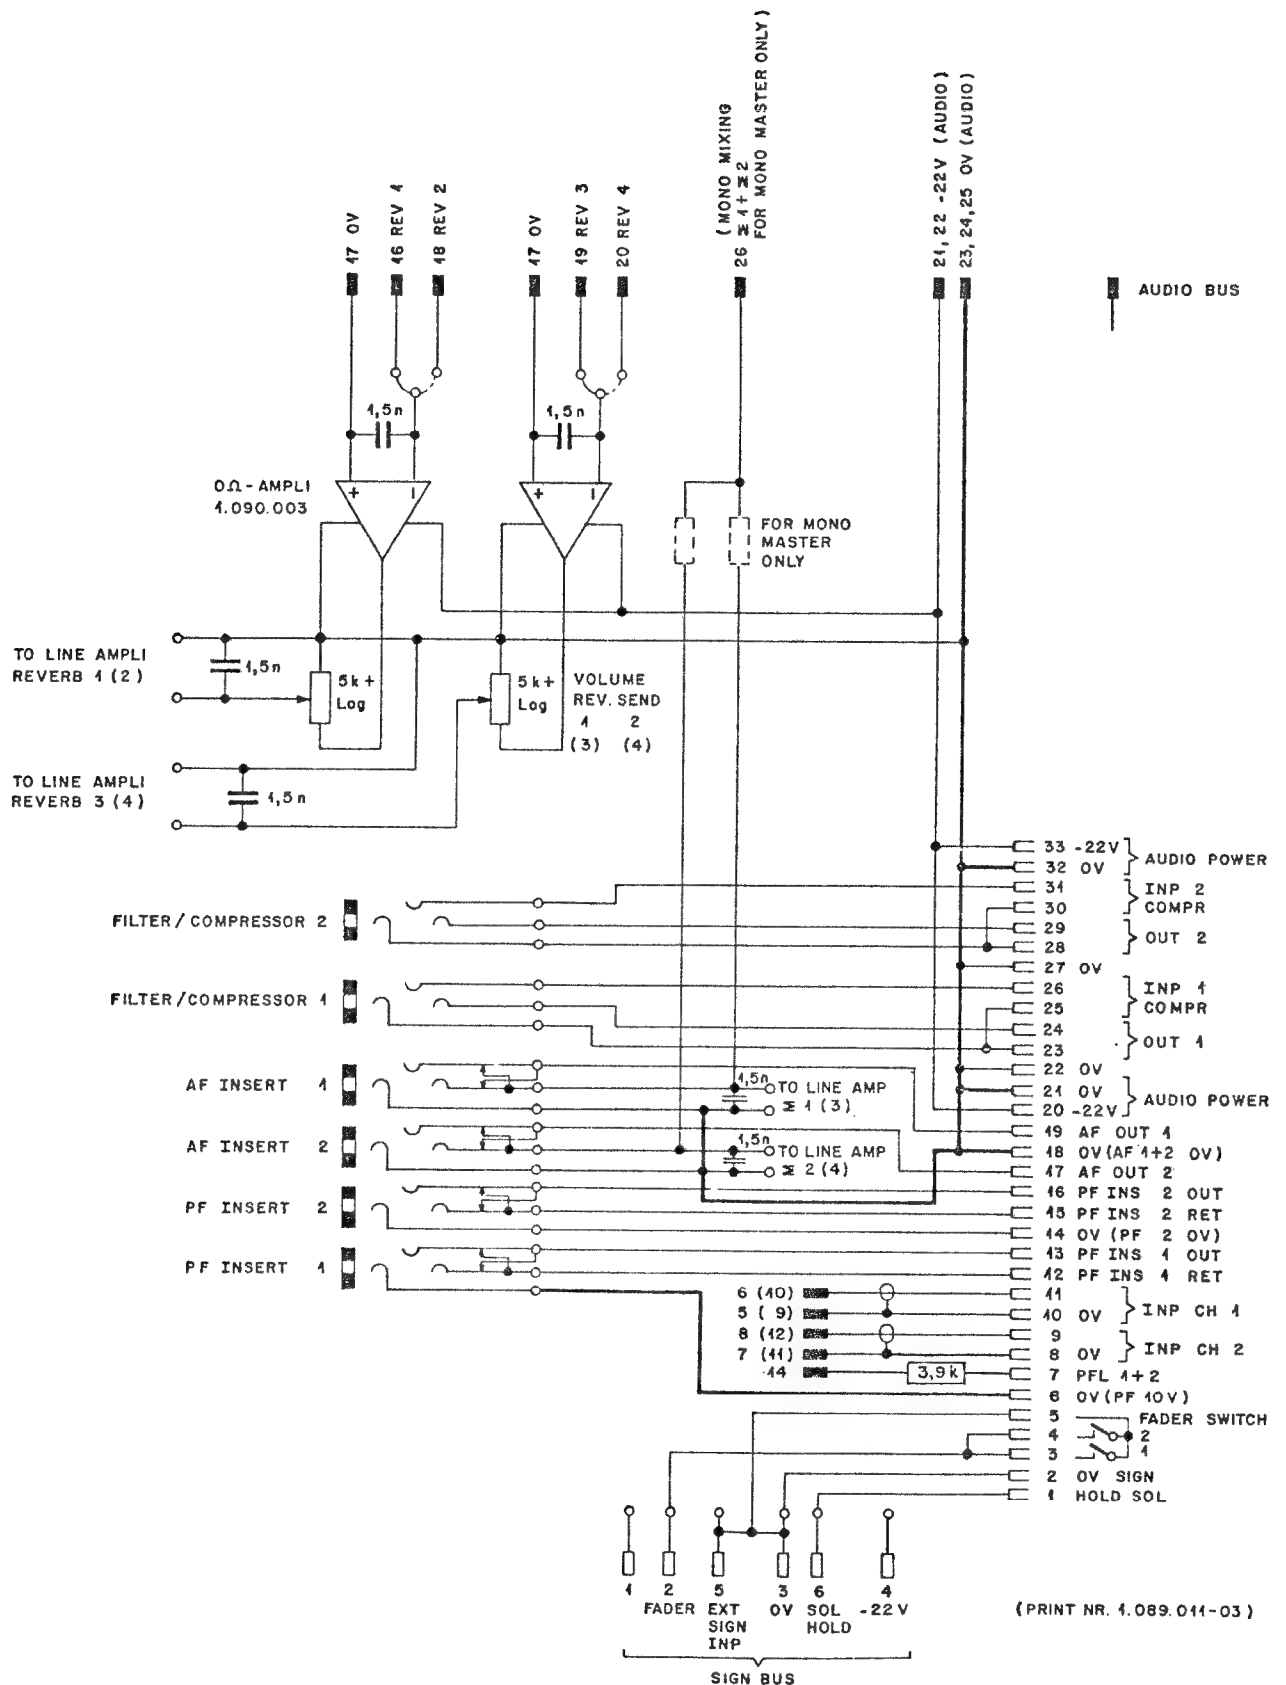 17 0V
16 REV 1
18 REV 2
17 0V
19 REV 3
20 REV 4
(MONO MIXING
26 Σ 1 + Σ 2
FOR MONO MASTER ONLY)
21, 22 -22V (AUDIO)
23, 24, 25 0V (AUDIO)
AUDIO BUS
1,5n
1,5n
0Ω - AMPLI
1.090.003
+ −
+ −
FOR MONO
MASTER
ONLY
TO LINE AMPLI
REVERB 1 (2)
1,5n
5k +
Log
5k +
Log
VOLUME
REV. SEND
1 2
(3) (4)
TO LINE AMPLI
REVERB 3 (4)
1,5n
33 -22V
32 0V
AUDIO POWER
31
30
INP 2
COMPR
29
28
OUT 2
27 0V
26
25
INP 1
COMPR
24
23
OUT 1
22 0V
21 0V
20 -22V
AUDIO POWER
19 AF OUT 1
18 0V (AF 1+2 0V)
17 AF OUT 2
16 PF INS 2 OUT
15 PF INS 2 RET
14 0V (PF 2 0V)
13 PF INS 1 OUT
12 PF INS 1 RET
11
10 0V
INP CH 1
9
8 0V
INP CH 2
7 PFL 1+2
6 0V (PF 10V)
5
4
3
FADER SWITCH
2
1
2 0V SIGN
1 HOLD SOL
FILTER / COMPRESSOR 2
FILTER / COMPRESSOR 1
AF INSERT 1
AF INSERT 2
PF INSERT 2
PF INSERT 1
1,5n
TO LINE AMP
Σ 1 (3)
1,5n
TO LINE AMP
Σ 2 (4)
6 (10)
5 ( 9)
8 (12)
7 (11)
14
3,9k
1 2 5 3 6 4
FADER EXT 0V SOL -22V
SIGN HOLD
INP
SIGN BUS
(PRINT NR. 1.089.011-03)